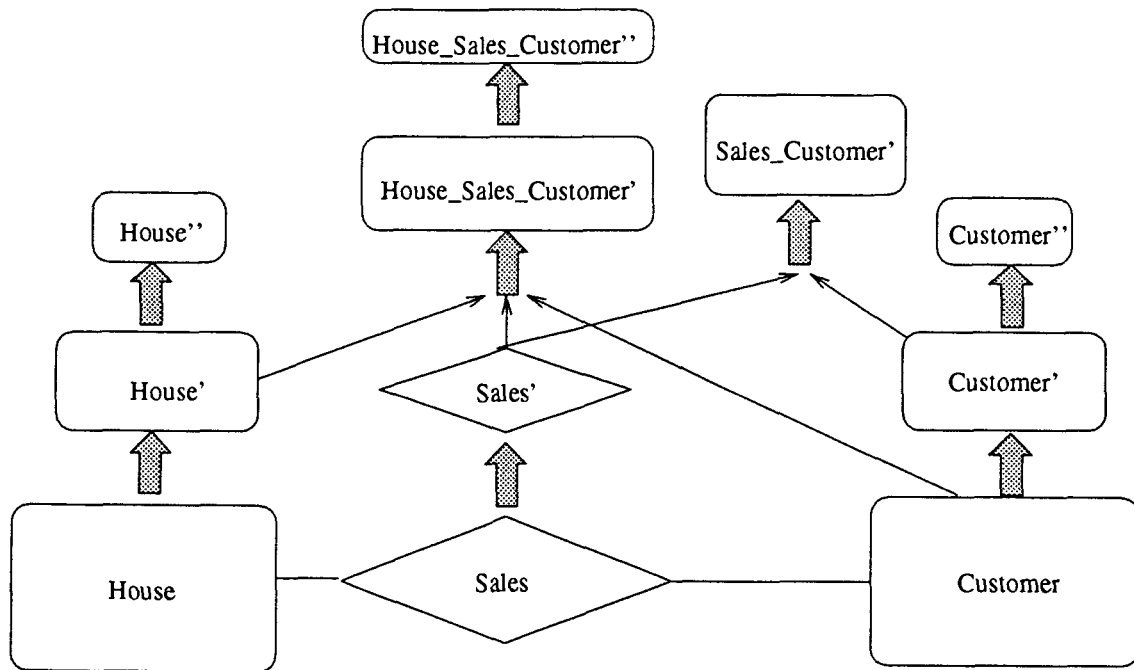 House_Sales_Customer’’
Sales_Customer’
House_Sales_Customer’
House’’
Customer’’
House’
Sales’
Customer’
House
Sales
Customer